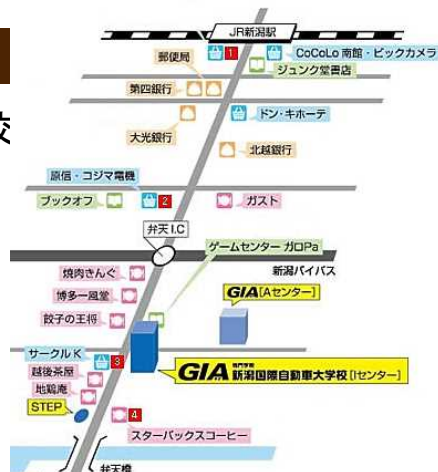 校
JR新潟駅
1
CoCoLo 南館・ビックカメラ
郵便局
ジュンク堂書店
第四銀行
ドン・キホーテ
大光銀行
北越銀行
原信・コジマ電機
ブックオフ
2
ガスト
弁天I.C
ゲームセンター ガロPa
新潟バイパス
焼肉きんぐ
博多一風堂
GIA[Aセンター]
餃子の王将
サークルK
3
GIA 専門学校 新潟国際自動車大学校[Iセンター]
越後茶屋
地鶏庵
STEP
4
スターバックスコーヒー
弁天橋